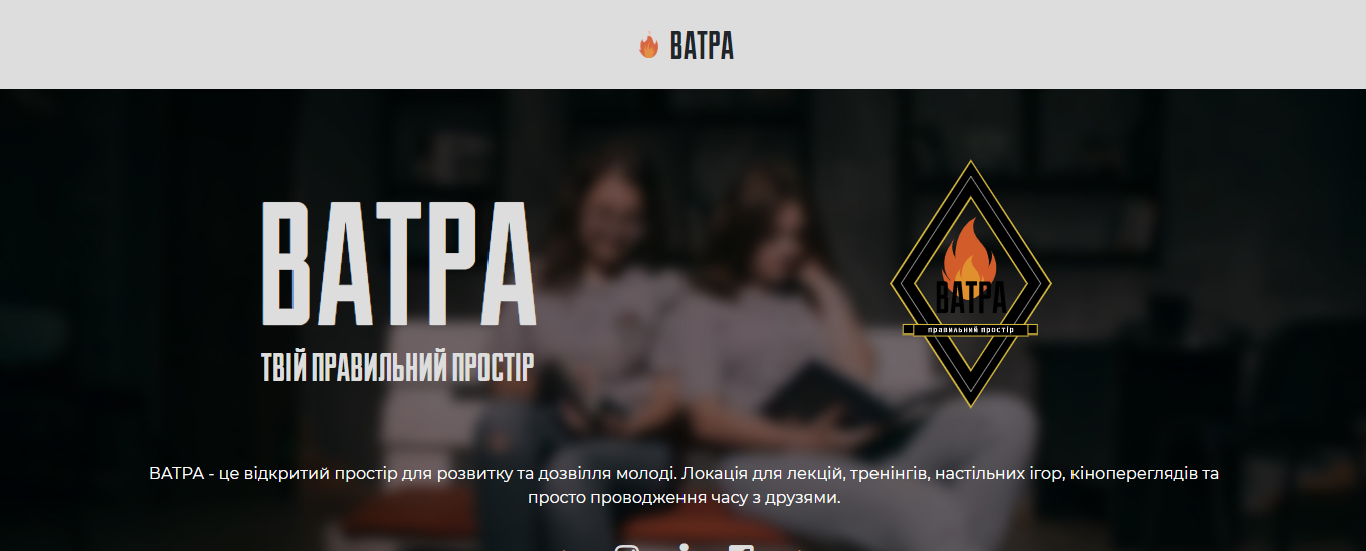 ВАТРА
ВАТРА
ТВІЙ ПРАВИЛЬНИЙ ПРОСТІР
ВАТРА
правильний простір
ВАТРА - це відкритий простір для розвитку та дозвілля молоді. Локація для лекцій, тренінгів, настільних ігор, кінопереглядів та
просто проводження часу з друзями.